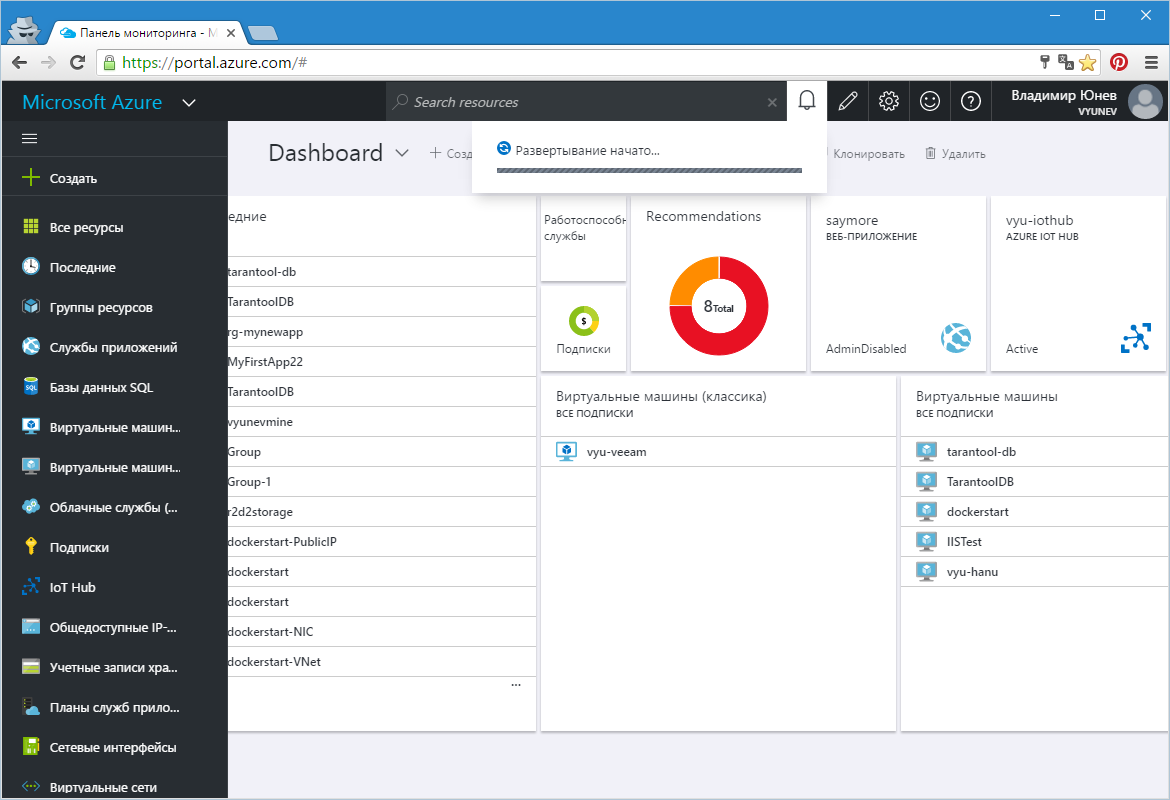 Панель мониторинга - М
https://portal.azure.com/#
Microsoft Azure
Search resources
Владимир Юнев
VYUNEV
Dashboard
Созд
Развертывание начато...
Клонировать
Удалить
Создать
Все ресурсы
Последние
Группы ресурсов
Службы приложений
Базы данных SQL
Виртуальные машин...
Виртуальные машин...
Облачные службы (...
Подписки
IoT Hub
Общедоступные IP-...
Учетные записи хра...
Планы служб прило...
Сетевые интерфейсы
Виртуальные сети
едние
tarantool-db
TarantoolDB
rg-mynewapp
MyFirstApp22
TarantoolDB
vyunevmine
Group
Group-1
r2d2storage
dockerstart-PublicIP
dockerstart
dockerstart
dockerstart-NIC
dockerstart-VNet
...
Работоспособн
службы
$
Подписки
Recommendations
8 Total
saymore
ВЕБ-ПРИЛОЖЕНИЕ
AdminDisabled
vyu-iothub
AZURE IOT HUB
Active
Виртуальные машины (классика)
ВСЕ ПОДПИСКИ
vyu-veeam
Виртуальные машины
ВСЕ ПОДПИСКИ
tarantool-db
TarantoolDB
dockerstart
IISTest
vyu-hanu